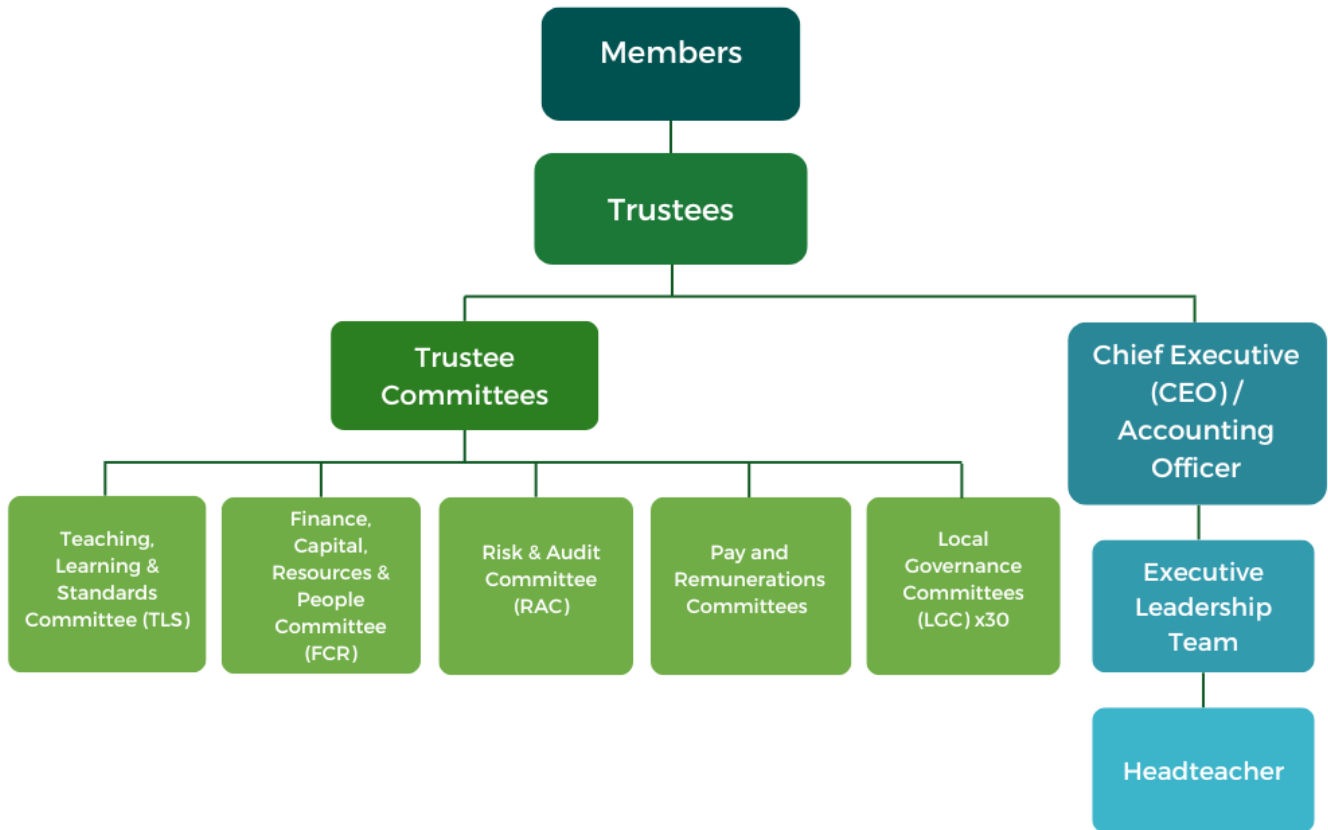 Members
Trustees
Trustee
Committees
Chief Executive
(CEO) /
Accounting
Officer
Teaching,
Learning &
Standards
Committee (TLS)
Finance,
Capital,
Resources &
People
Committee
(FCR)
Risk & Audit
Committee
(RAC)
Pay and
Remunerations
Committees
Local
Governance
Committees
(LGC) x30
Executive
Leadership
Team
Headteacher